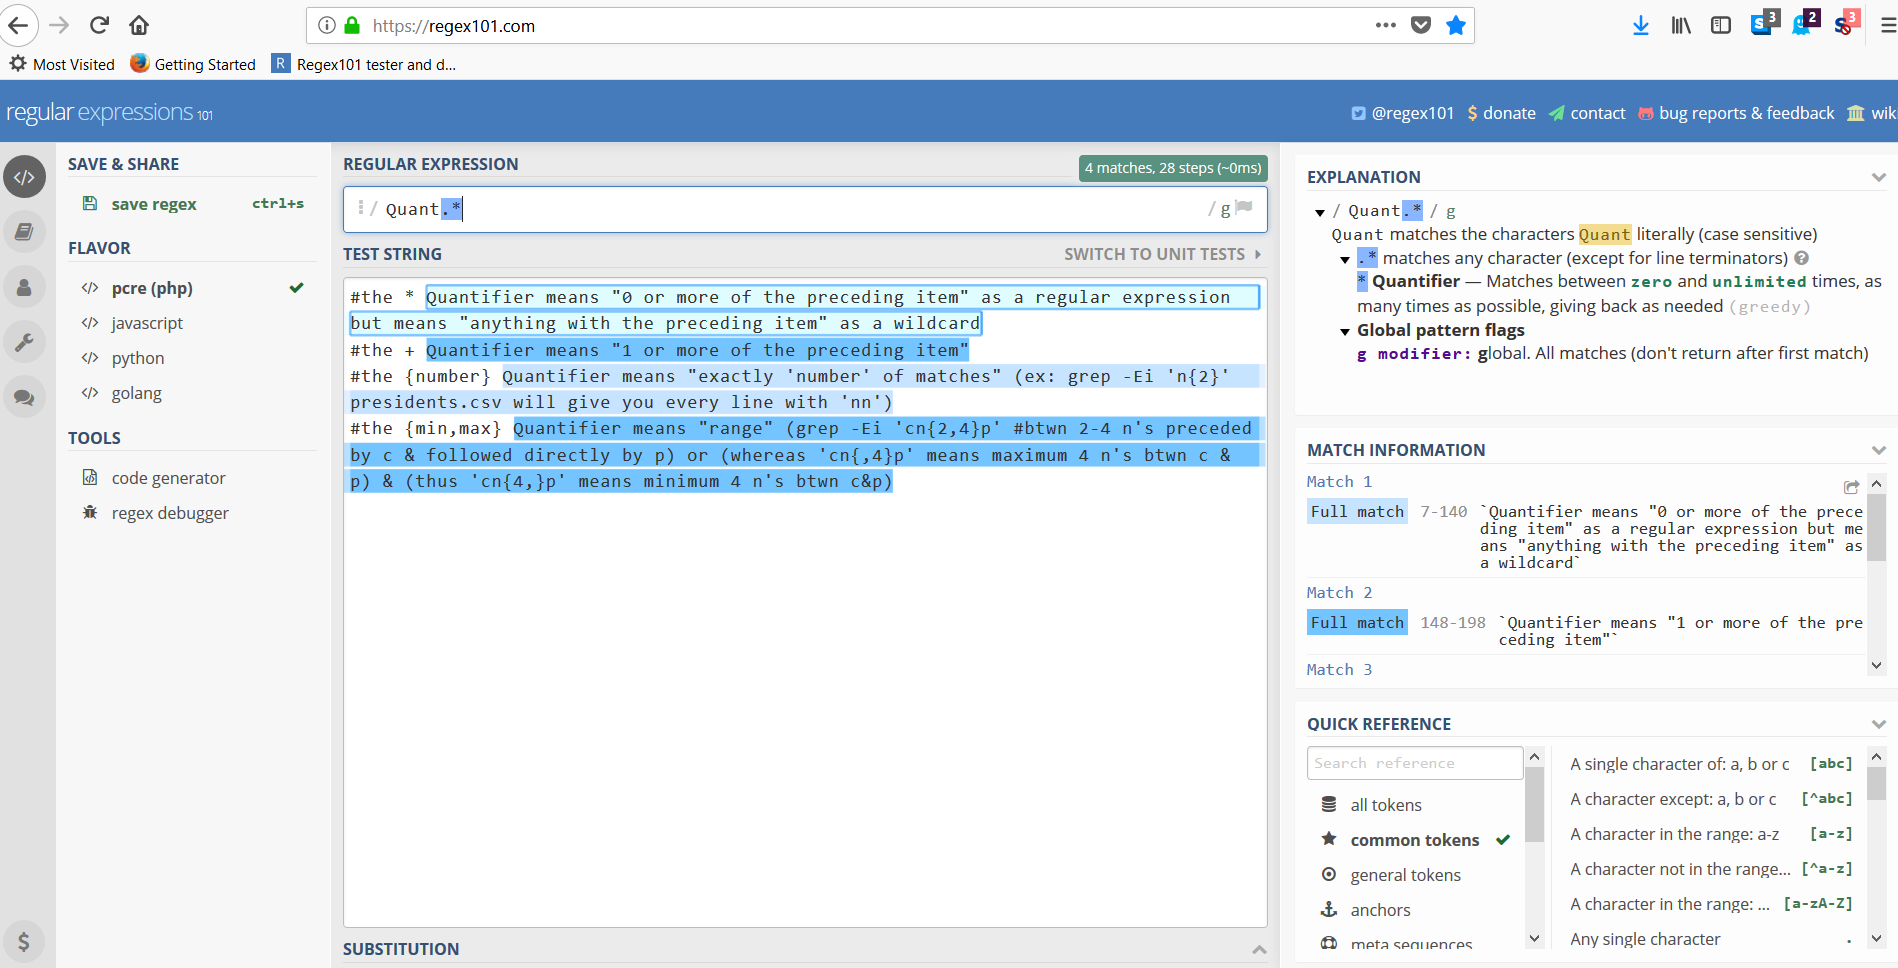 https://regex101.com
3
2
3
Most Visited
Getting Started
R
Regex101 tester and d...
regular expressions 101
@regex101
$ donate
contact
bug reports & feedback
wik
SAVE & SHARE
save regex
ctrl+s
FLAVOR
</> pcre (php)
</> javascript
</> python
</> golang
TOOLS
code generator
regex debugger
$
REGULAR EXPRESSION
4 matches, 28 steps (~0ms)
/ Quant.*
/ g
TEST STRING
SWITCH TO UNIT TESTS
#the * Quantifier means "0 or more of the preceding item" as a regular expression
but means "anything with the preceding item" as a wildcard
#the + Quantifier means "1 or more of the preceding item"
#the {number} Quantifier means "exactly 'number' of matches" (ex: grep -Ei 'n{2}'
presidents.csv will give you every line with 'nn')
#the {min,max} Quantifier means "range" (grep -Ei 'cn{2,4}p' #btwn 2-4 n's preceded
by c & followed directly by p) or (whereas 'cn{,4}p' means maximum 4 n's btwn c &
p) & (thus 'cn{4,}p' means minimum 4 n's btwn c&p)
SUBSTITUTION
EXPLANATION
/ Quant.* / g
Quant matches the characters Quant literally (case sensitive)
.* matches any character (except for line terminators)
* Quantifier — Matches between zero and unlimited times, as
many times as possible, giving back as needed (greedy)
Global pattern flags
g modifier: global. All matches (don't return after first match)
MATCH INFORMATION
Match 1
Full match 7-140 `Quantifier means "0 or more of the prece
ding item" as a regular expression but me
ans "anything with the preceding item" as
a wildcard`
Match 2
Full match 148-198 `Quantifier means "1 or more of the pre
ceding item"`
Match 3
QUICK REFERENCE
Search reference
all tokens
common tokens
general tokens
anchors
meta sequences
A single character of: a, b or c [abc]
A character except: a, b or c [^abc]
A character in the range: a-z [a-z]
A character not in the range... [^a-z]
A character in the range: ... [a-zA-Z]
Any single character .